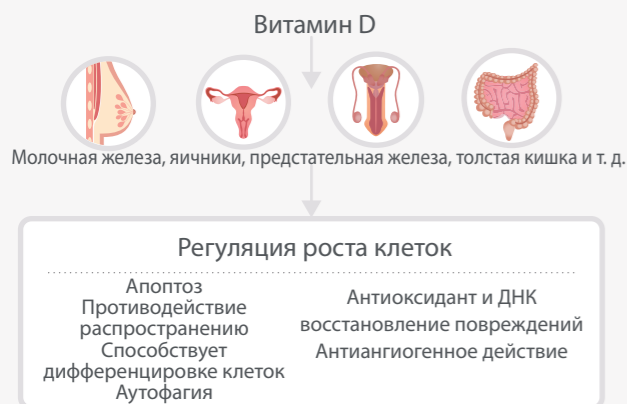 Витамин D
Молочная железа, яичники, предстательная железа, толстая кишка и т. д.
Регуляция роста клеток
Апоптоз
Противодействие
распространению
Способствует
дифференцировке клеток
Аутофагия
Антиоксидант и ДНК
восстановление повреждений
Антиангиогенное действие